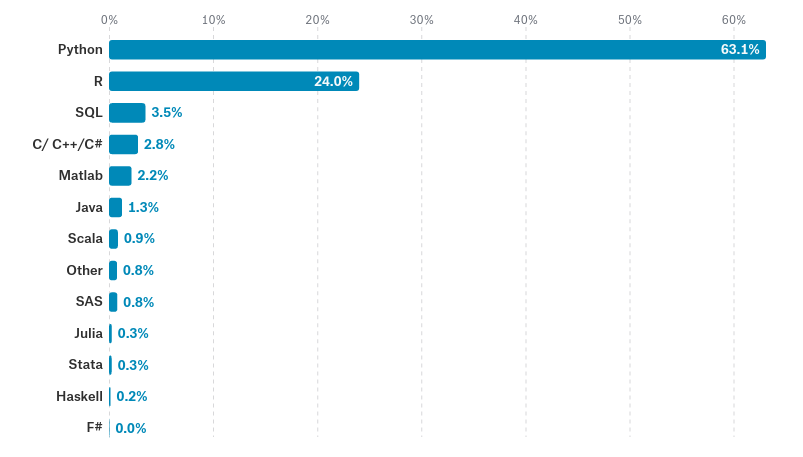 0% 10% 20% 30% 40% 50% 60%
Python 63.1%
R 24.0%
SQL 3.5%
C/ C++/C# 2.8%
Matlab 2.2%
Java 1.3%
Scala 0.9%
Other 0.8%
SAS 0.8%
Julia 0.3%
Stata 0.3%
Haskell 0.2%
F# 0.0%